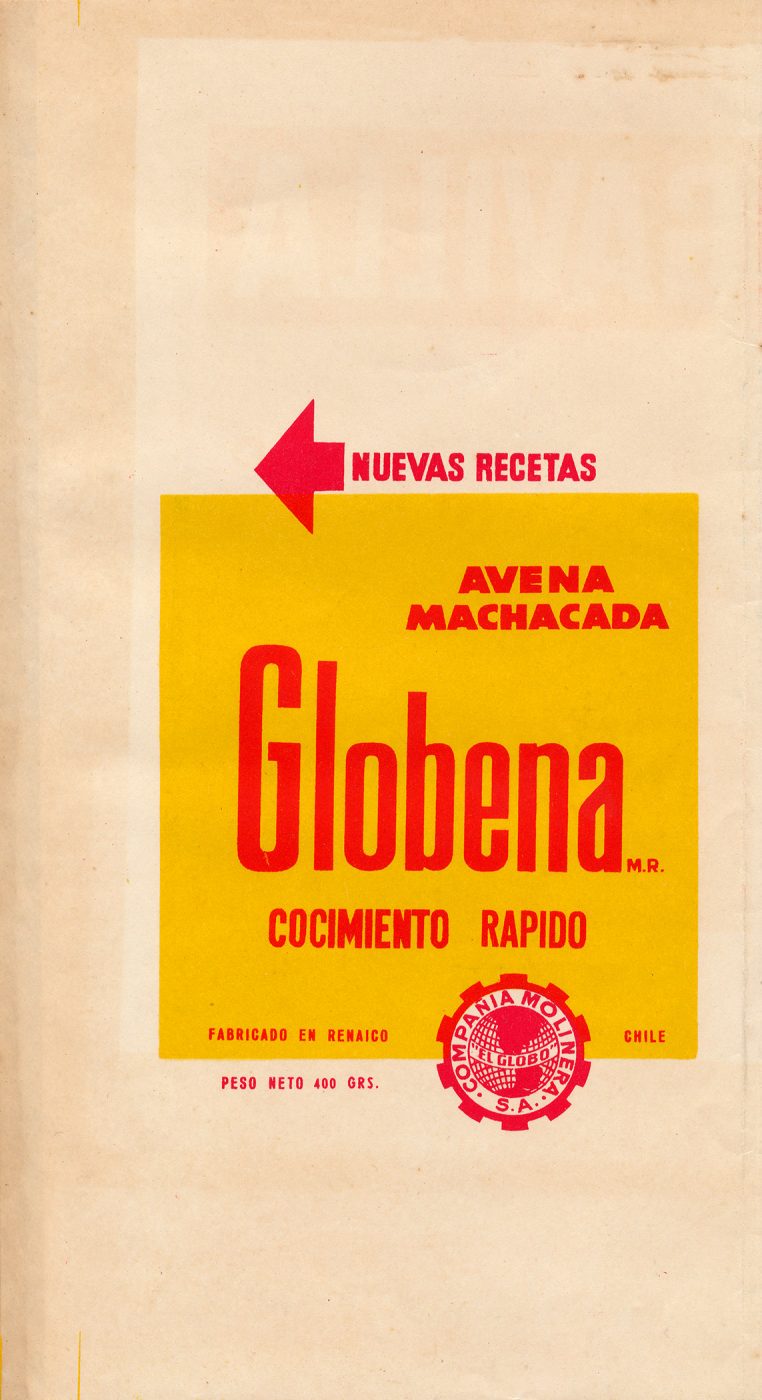 NUEVAS RECETAS
AVENA
MACHACADA
Globena M.R.
COCIMIENTO RAPIDO
FABRICADO EN RENAICO
CHILE
COMPAÑIA MOLINERA
"EL GLOBO"
S.A.
PESO NETO 400 GRS.